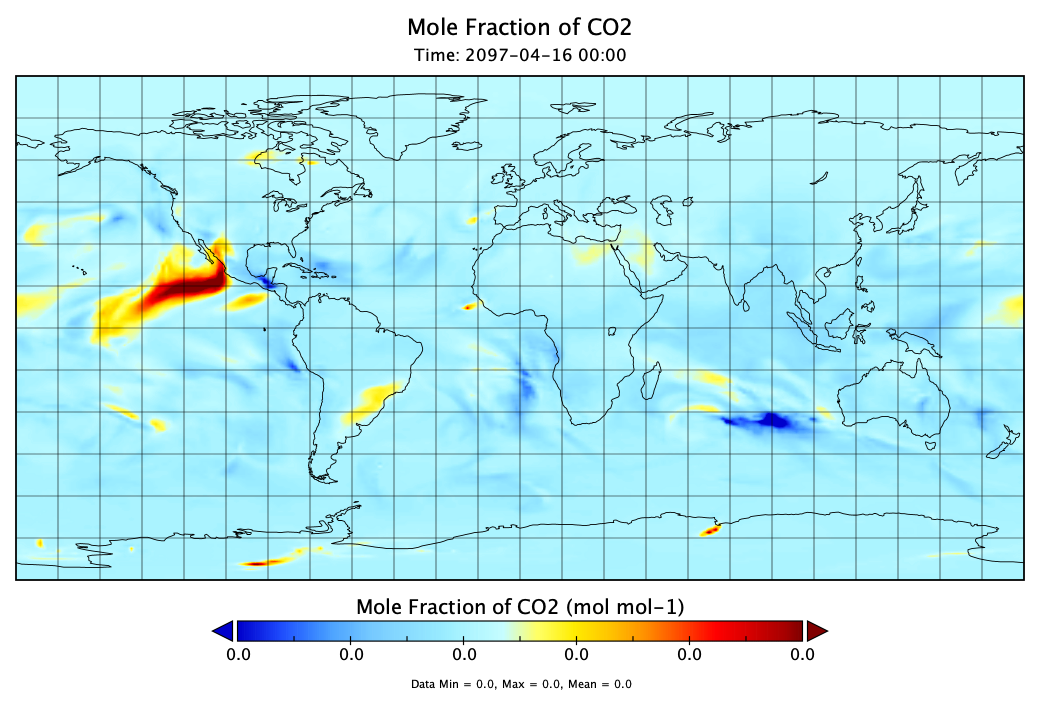 Mole Fraction of CO2
Time: 2097-04-16 00:00
Mole Fraction of CO2 (mol mol-1)
0.0 0.0 0.0 0.0 0.0 0.0
Data Min = 0.0, Max = 0.0, Mean = 0.0